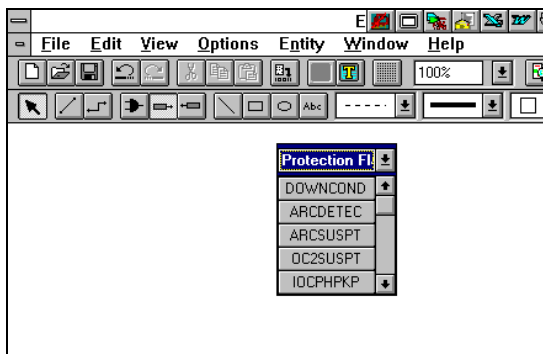 E
File Edit View Options Entity Window Help
T 100%
Abc
Protection Fl
DOWNCOND
ARCDETEC
ARCSUSPT
OC2SUSPT
IOCPHPKP